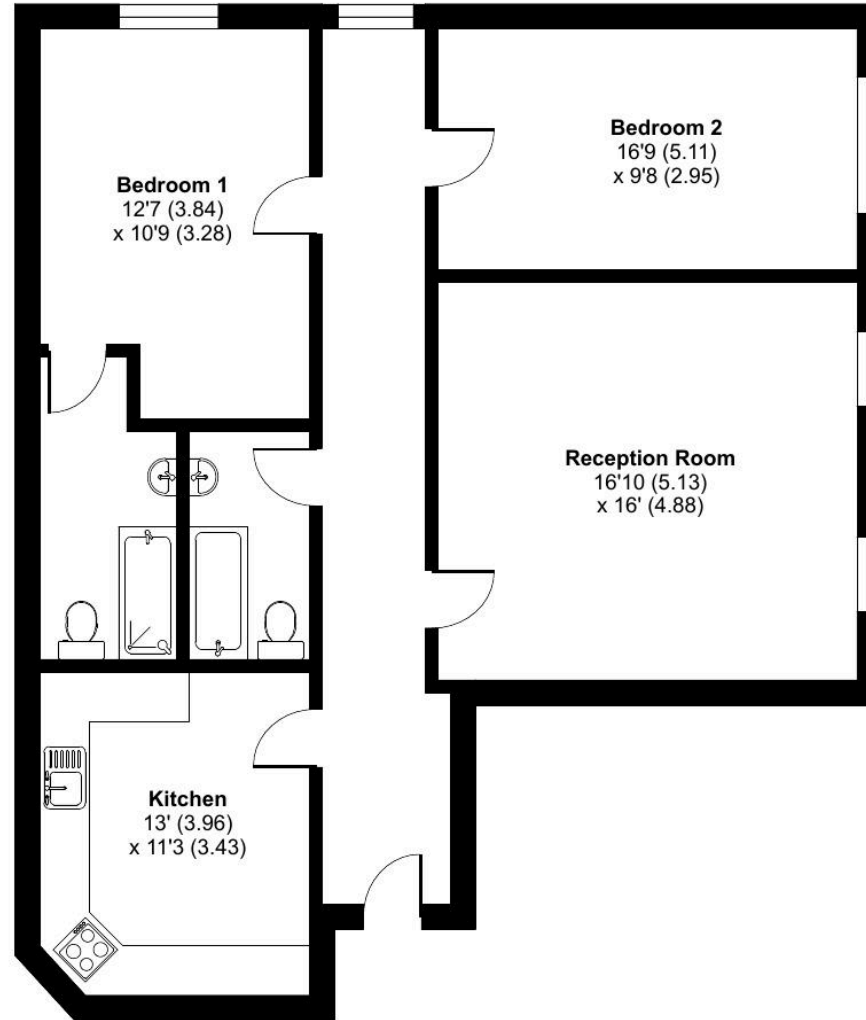 Bedroom 1
12'7 (3.84)
x 10'9 (3.28)
Bedroom 2
16'9 (5.11)
x 9'8 (2.95)
Reception Room
16'10 (5.13)
x 16' (4.88)
Kitchen
13' (3.96)
x 11'3 (3.43)